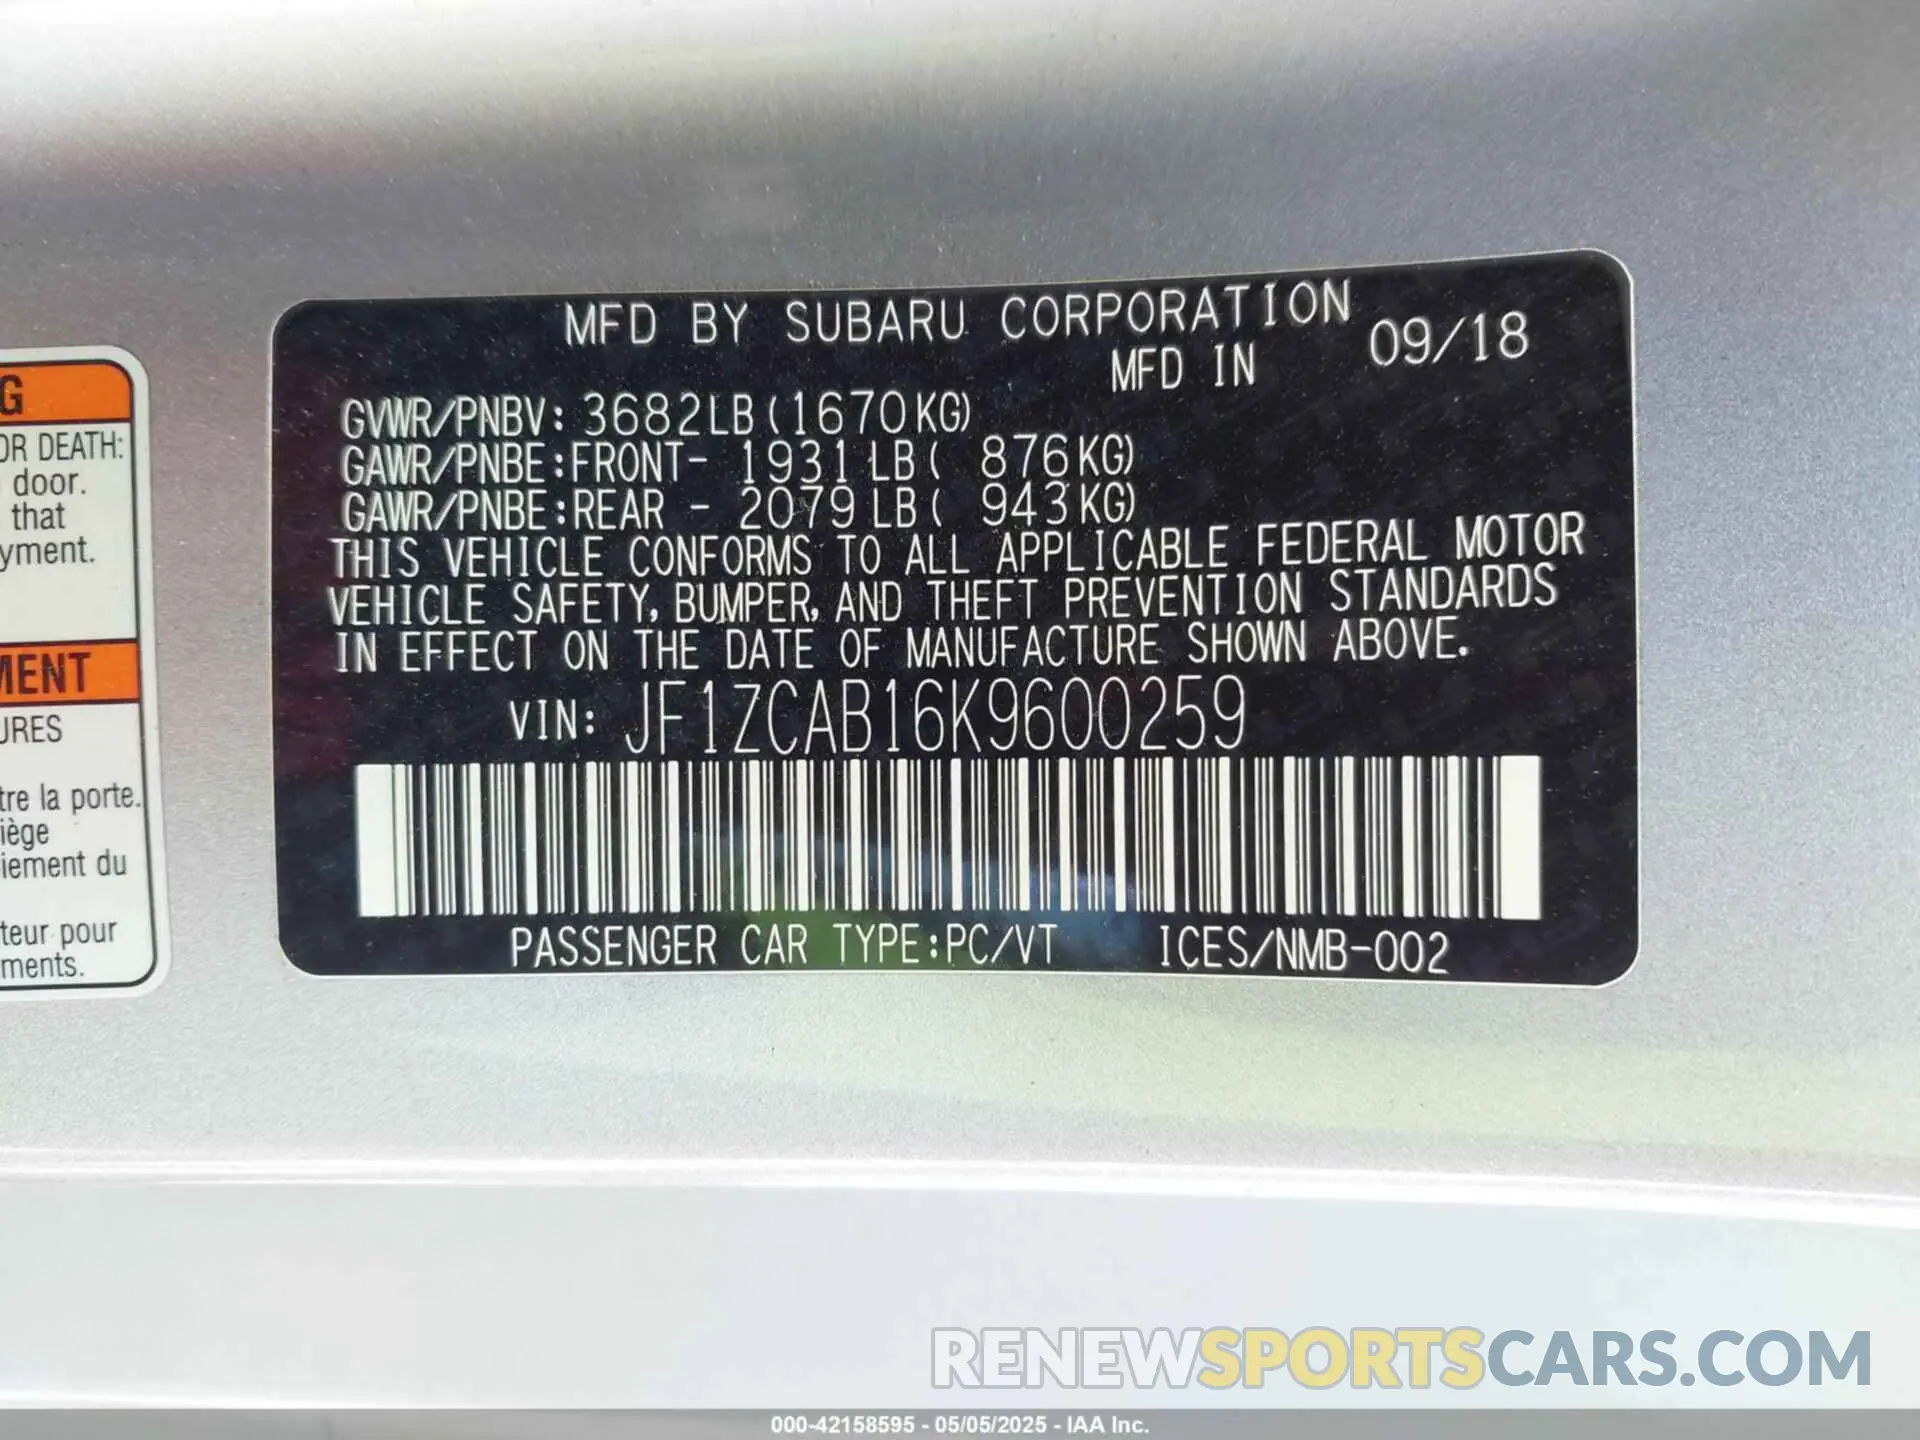 G
OR DEATH:
door.
that
yment.
MENT
URES
tre la porte.
iège
iement du
teur pour
ments.
MFD BY SUBARU CORPORATION
MFD IN 09/18
GVWR/PNBV: 3682LB(1670KG)
GAWR/PNBE:FRONT- 1931LB( 876KG)
GAWR/PNBE:REAR - 2079LB( 943KG)
THIS VEHICLE CONFORMS TO ALL APPLICABLE FEDERAL MOTOR
VEHICLE SAFETY, BUMPER, AND THEFT PREVENTION STANDARDS
IN EFFECT ON THE DATE OF MANUFACTURE SHOWN ABOVE.
VIN: JF1ZCAB16K9600259
PASSENGER CAR TYPE:PC/VT ICES/NMB-002
RENEWSPORTSCARS.COM
000-42158595 - 05/05/2025 - IAA Inc.